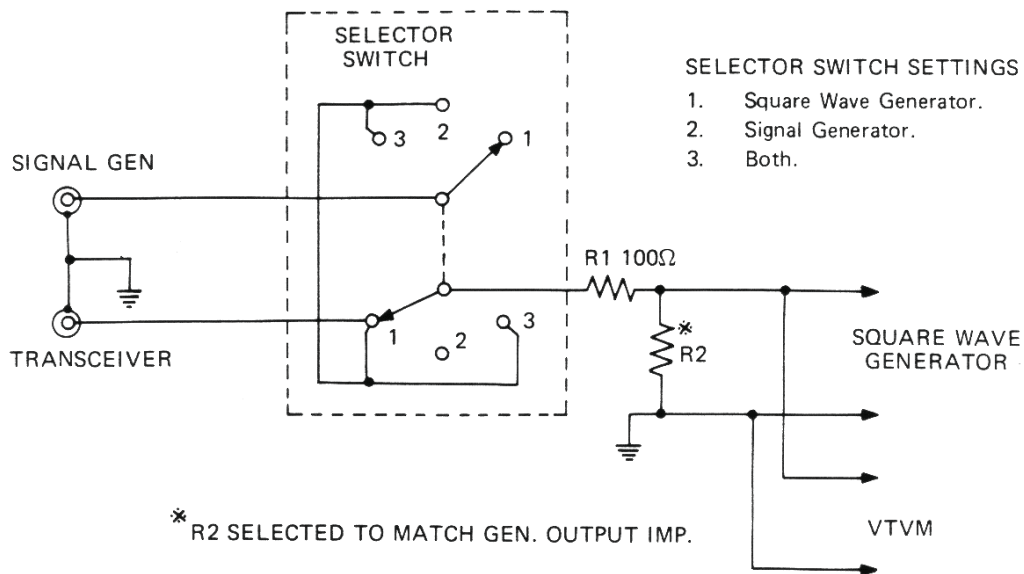 SELECTOR
SWITCH
SELECTOR SWITCH SETTINGS
1. Square Wave Generator.
2. Signal Generator.
3. Both.
2
3
1
SIGNAL GEN
R1 100Ω
1
2
3
※
R2
TRANSCEIVER
SQUARE WAVE
GENERATOR
※ R2 SELECTED TO MATCH GEN. OUTPUT IMP.
VTVM